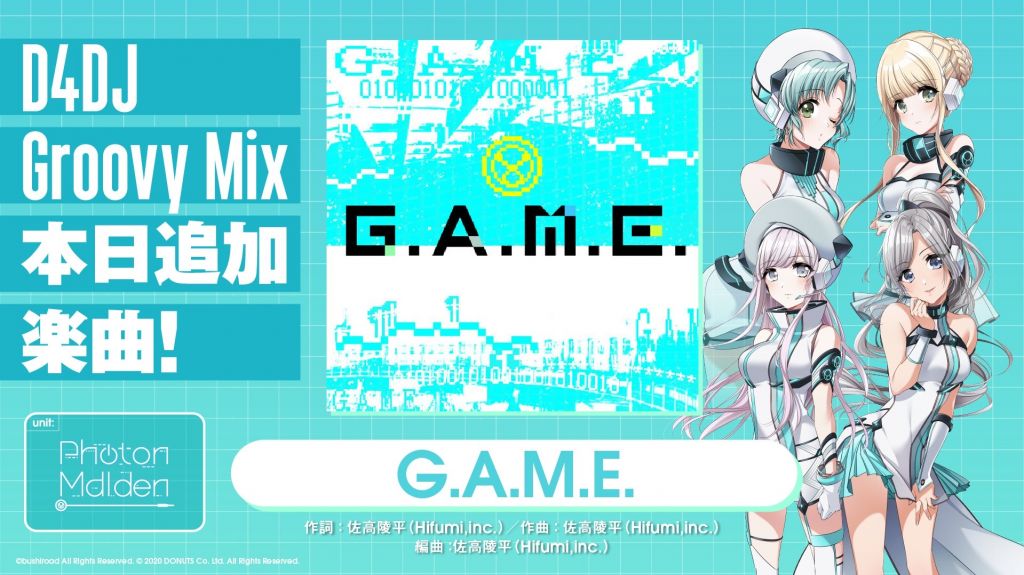 D4DJ
Groovy Mix
本日追加
楽曲!
G.A.M.E.
unit:
Photon
Maiden
G.A.M.E.
作詞：佐高陵平（Hifumi,inc.）／作曲：佐高陵平（Hifumi,inc.）
編曲：佐高陵平（Hifumi,inc.）
©bushiroad All Rights Reserved. © 2020 DONUTS Co. Ltd. All Rights Reserved.